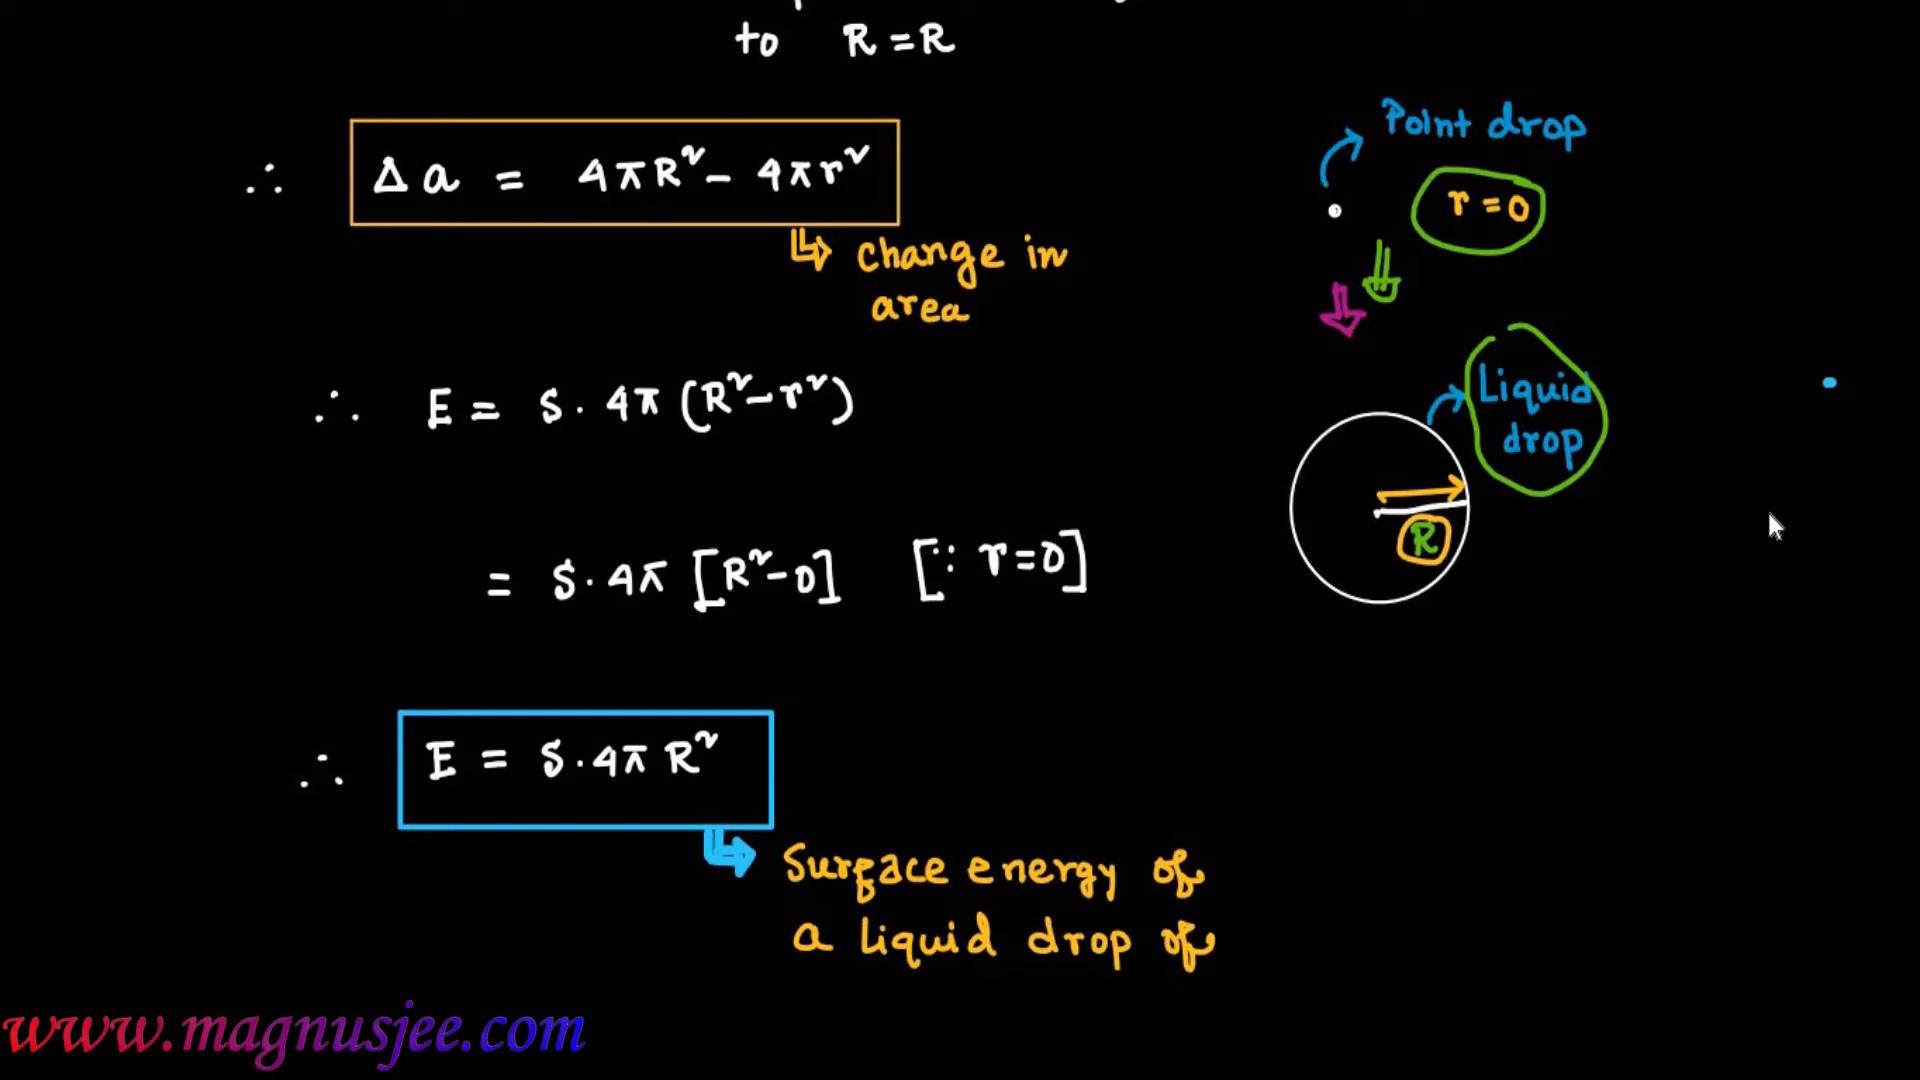 to R = R
∴ Δa = 4πR² - 4πr²
change in
area
Point drop
r = 0
Liquid
drop
R
∴ E = S · 4π (R² - r²)
= S · 4π [R² - 0] [∵ r = 0]
∴ E = S · 4π R²
Surface energy of
a liquid drop of
www.magnusjee.com